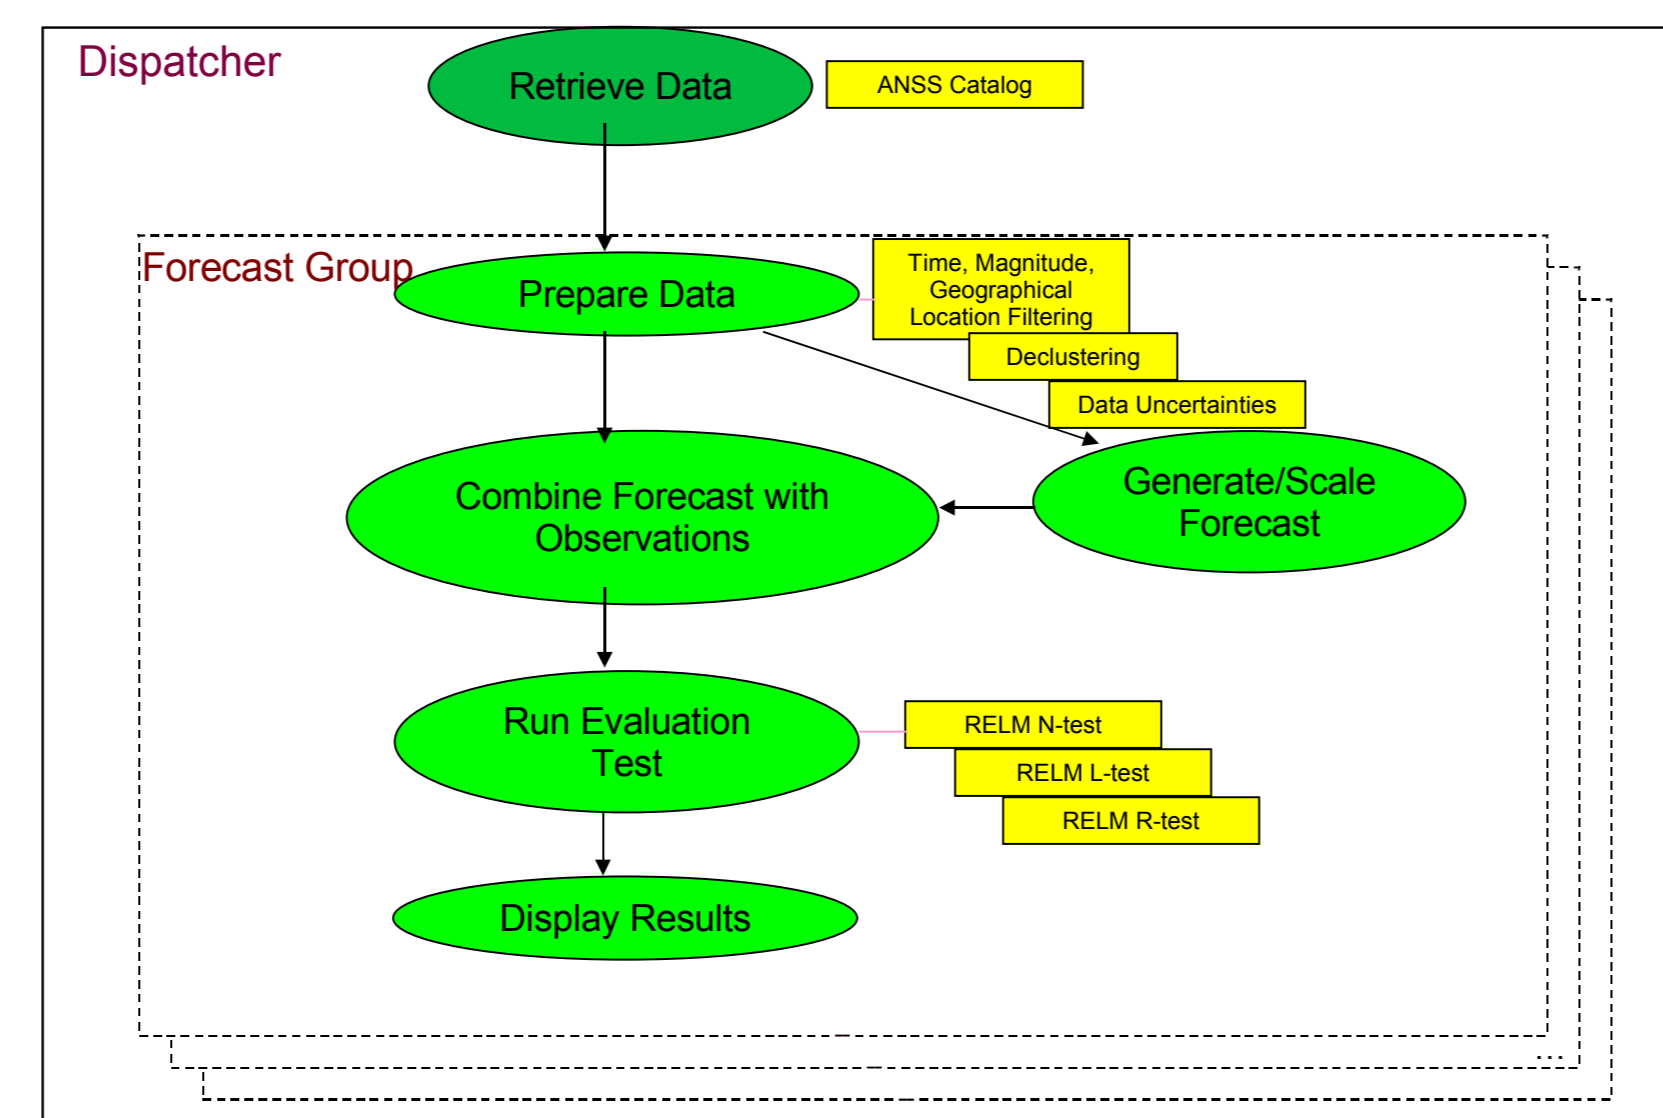 Dispatcher
Retrieve Data
ANSS Catalog
Forecast Group
Prepare Data
Time, Magnitude,
Geographical
Location Filtering
Declustering
Data Uncertainties
Combine Forecast with
Observations
Generate/Scale
Forecast
Run Evaluation
Test
RELM N-test
RELM L-test
RELM R-test
Display Results
...